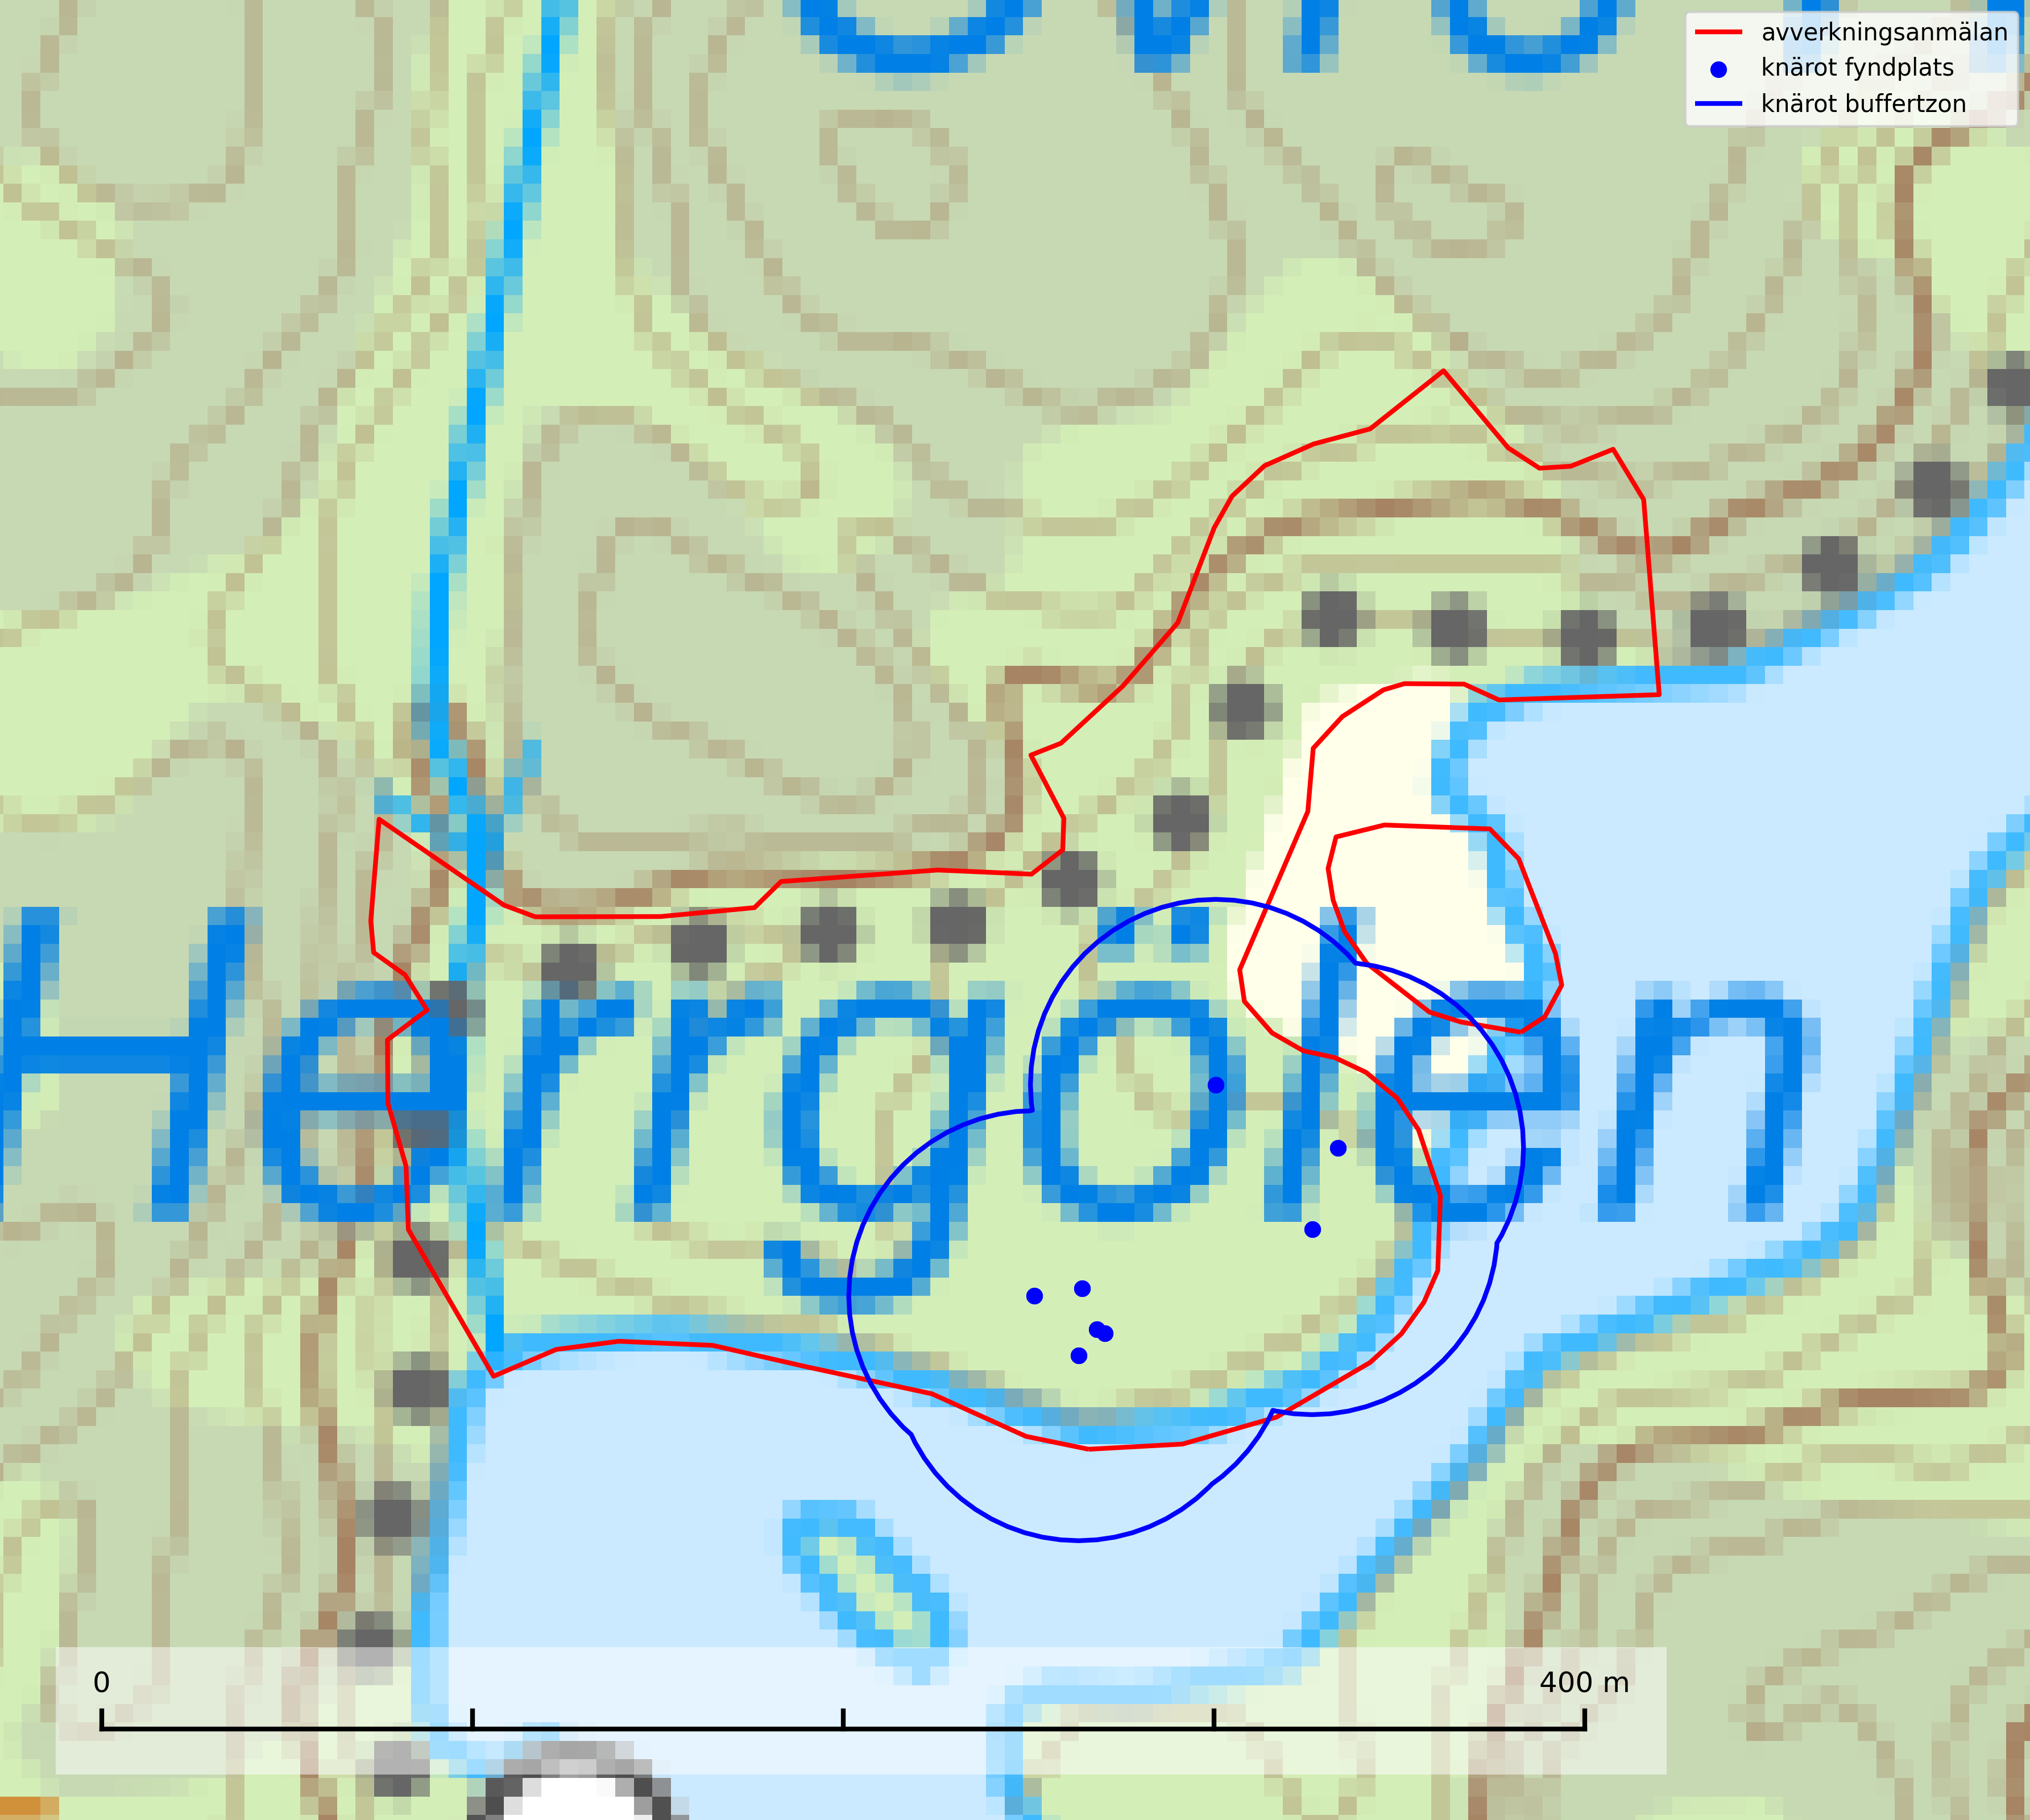 avverkningsanmälan
knärot fyndplats
knärot buffertzon
Herrgölen
0 400 m